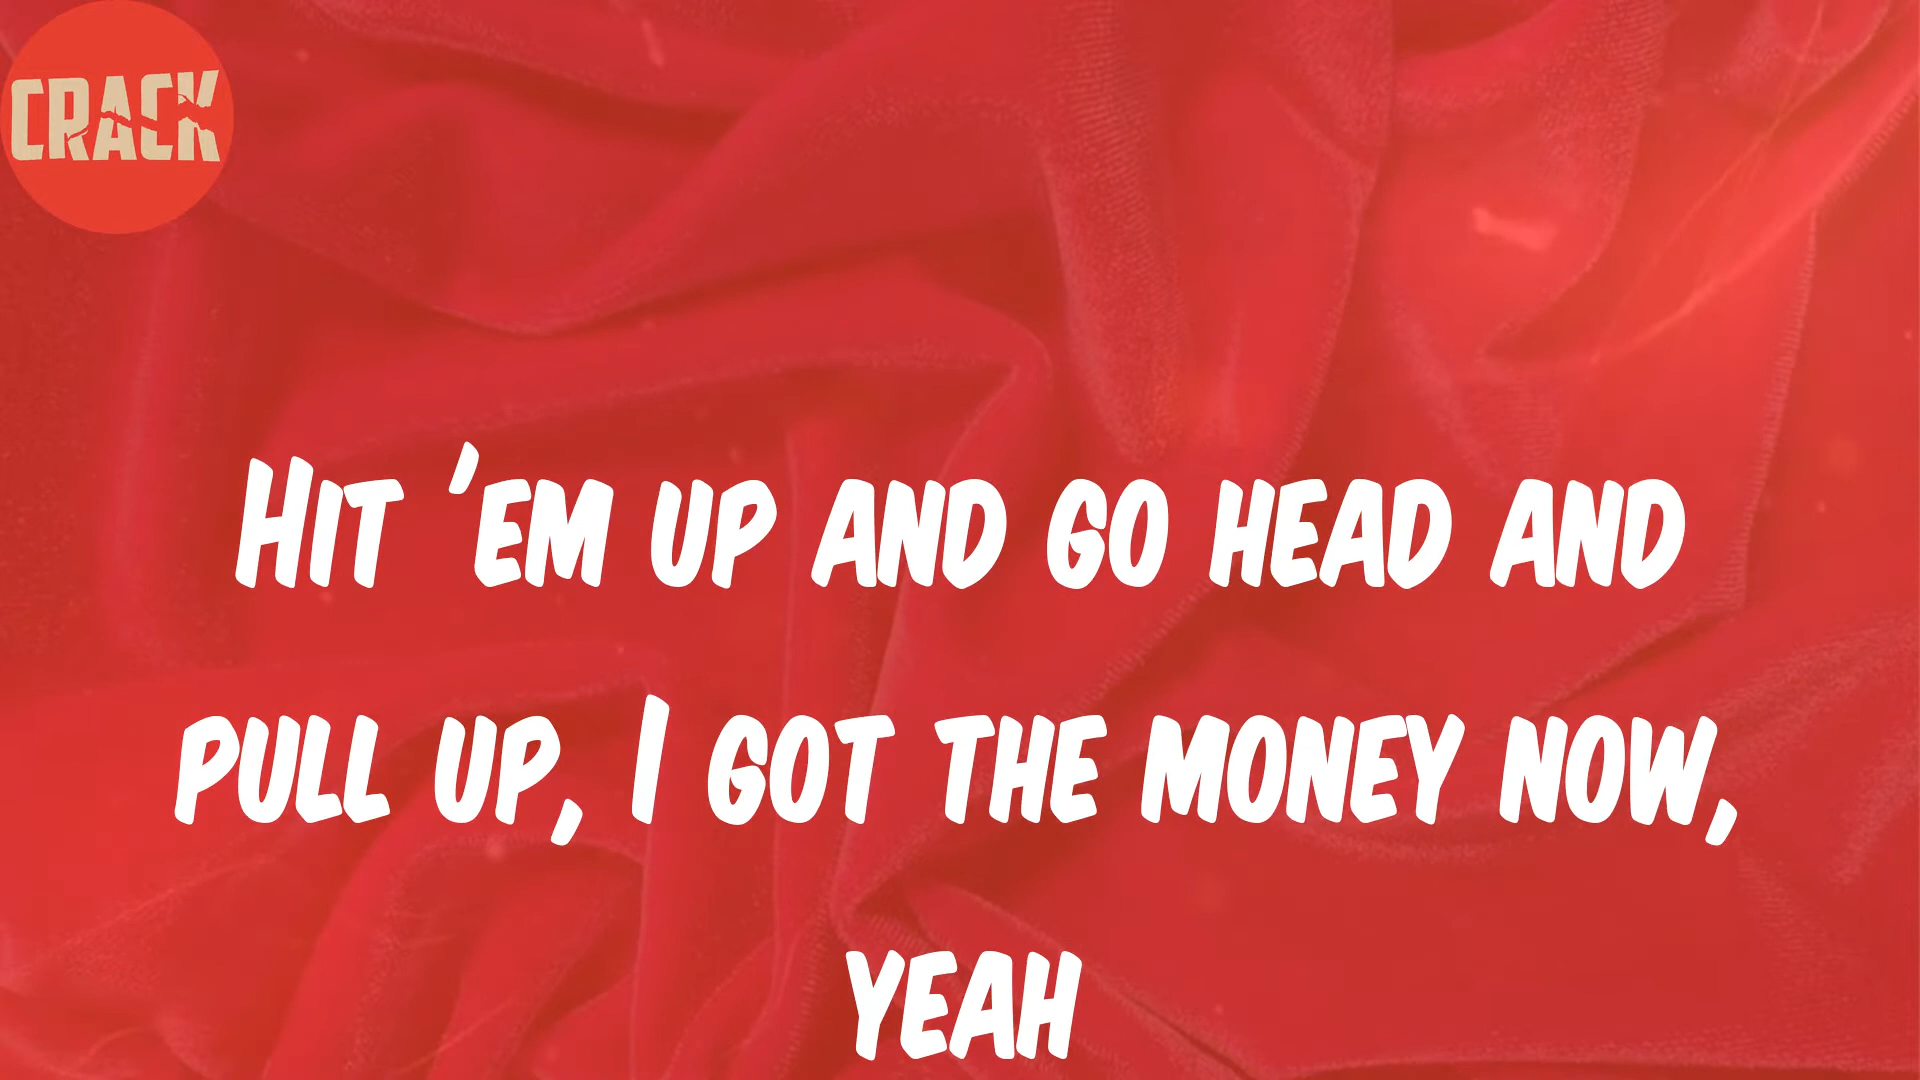 CRACK
Hit 'em up and go head and
pull up, I got the money now,
yeah